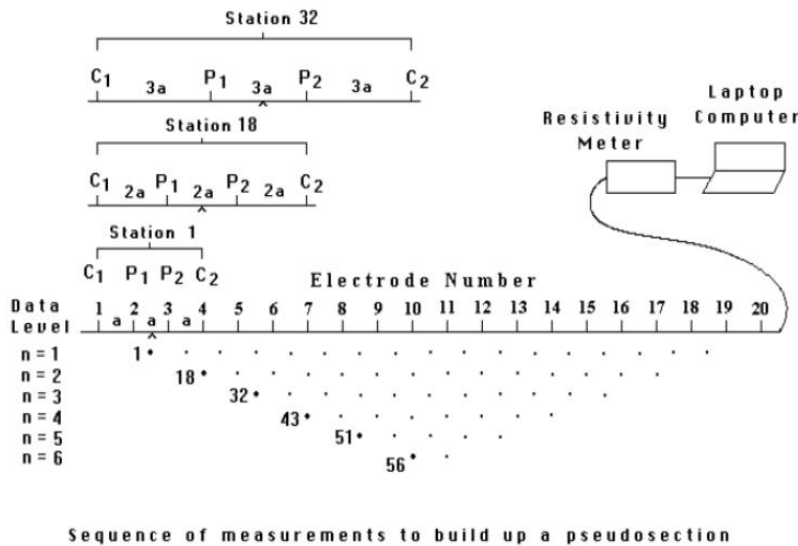 Station 32
C1 3a P1 3a P2 3a C2
Station 18
C1 2a P1 2a P2 2a C2
Station 1
C1 P1 P2 C2
Resistivity Meter
Laptop Computer
Electrode Number
Data Level
1 2 3 4 5 6 7 8 9 10 11 12 13 14 15 16 17 18 19 20
a a a
n = 1 1
n = 2 18
n = 3 32
n = 4 43
n = 5 51
n = 6 56
Sequence of measurements to build up a pseudosection